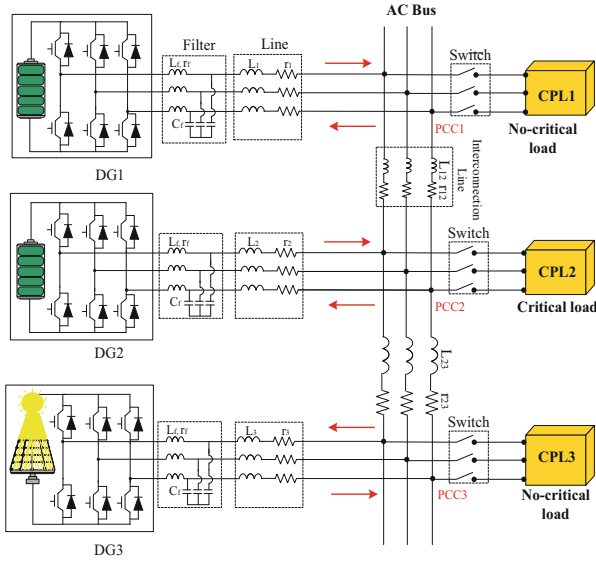 AC Bus
Filter
Line
Switch
Lf, rf
L1
r1
CPL1
Cf
PCC1
No-critical
load
DG1
Interconnection
Line
L12 r12
Switch
Lf, rf
L2
r2
CPL2
Cf
PCC2
Critical load
DG2
L23
r23
Switch
Lf, rf
L3
r3
CPL3
Cf
PCC3
No-critical
load
DG3